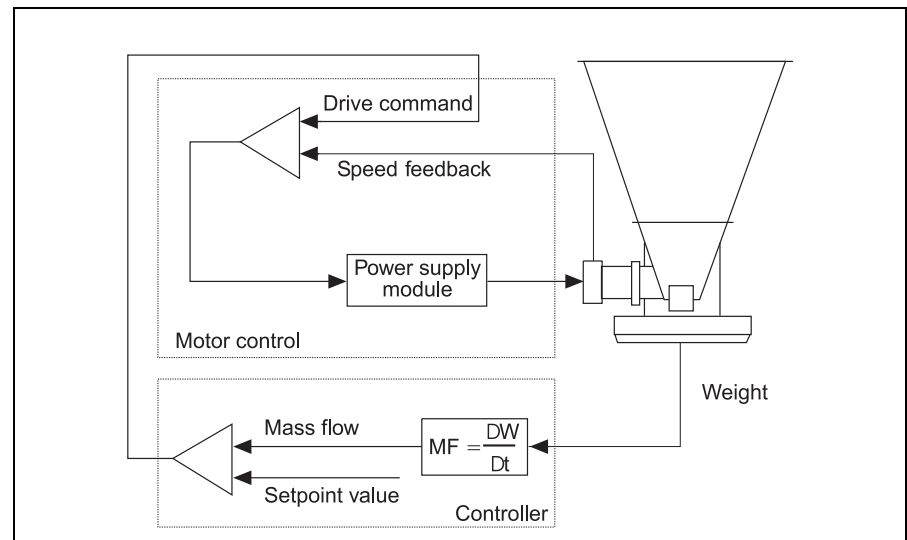 Drive command
Speed feedback
Power supply
module
Motor control
Weight
Mass flow
MF = DW
Dt
Setpoint value
Controller